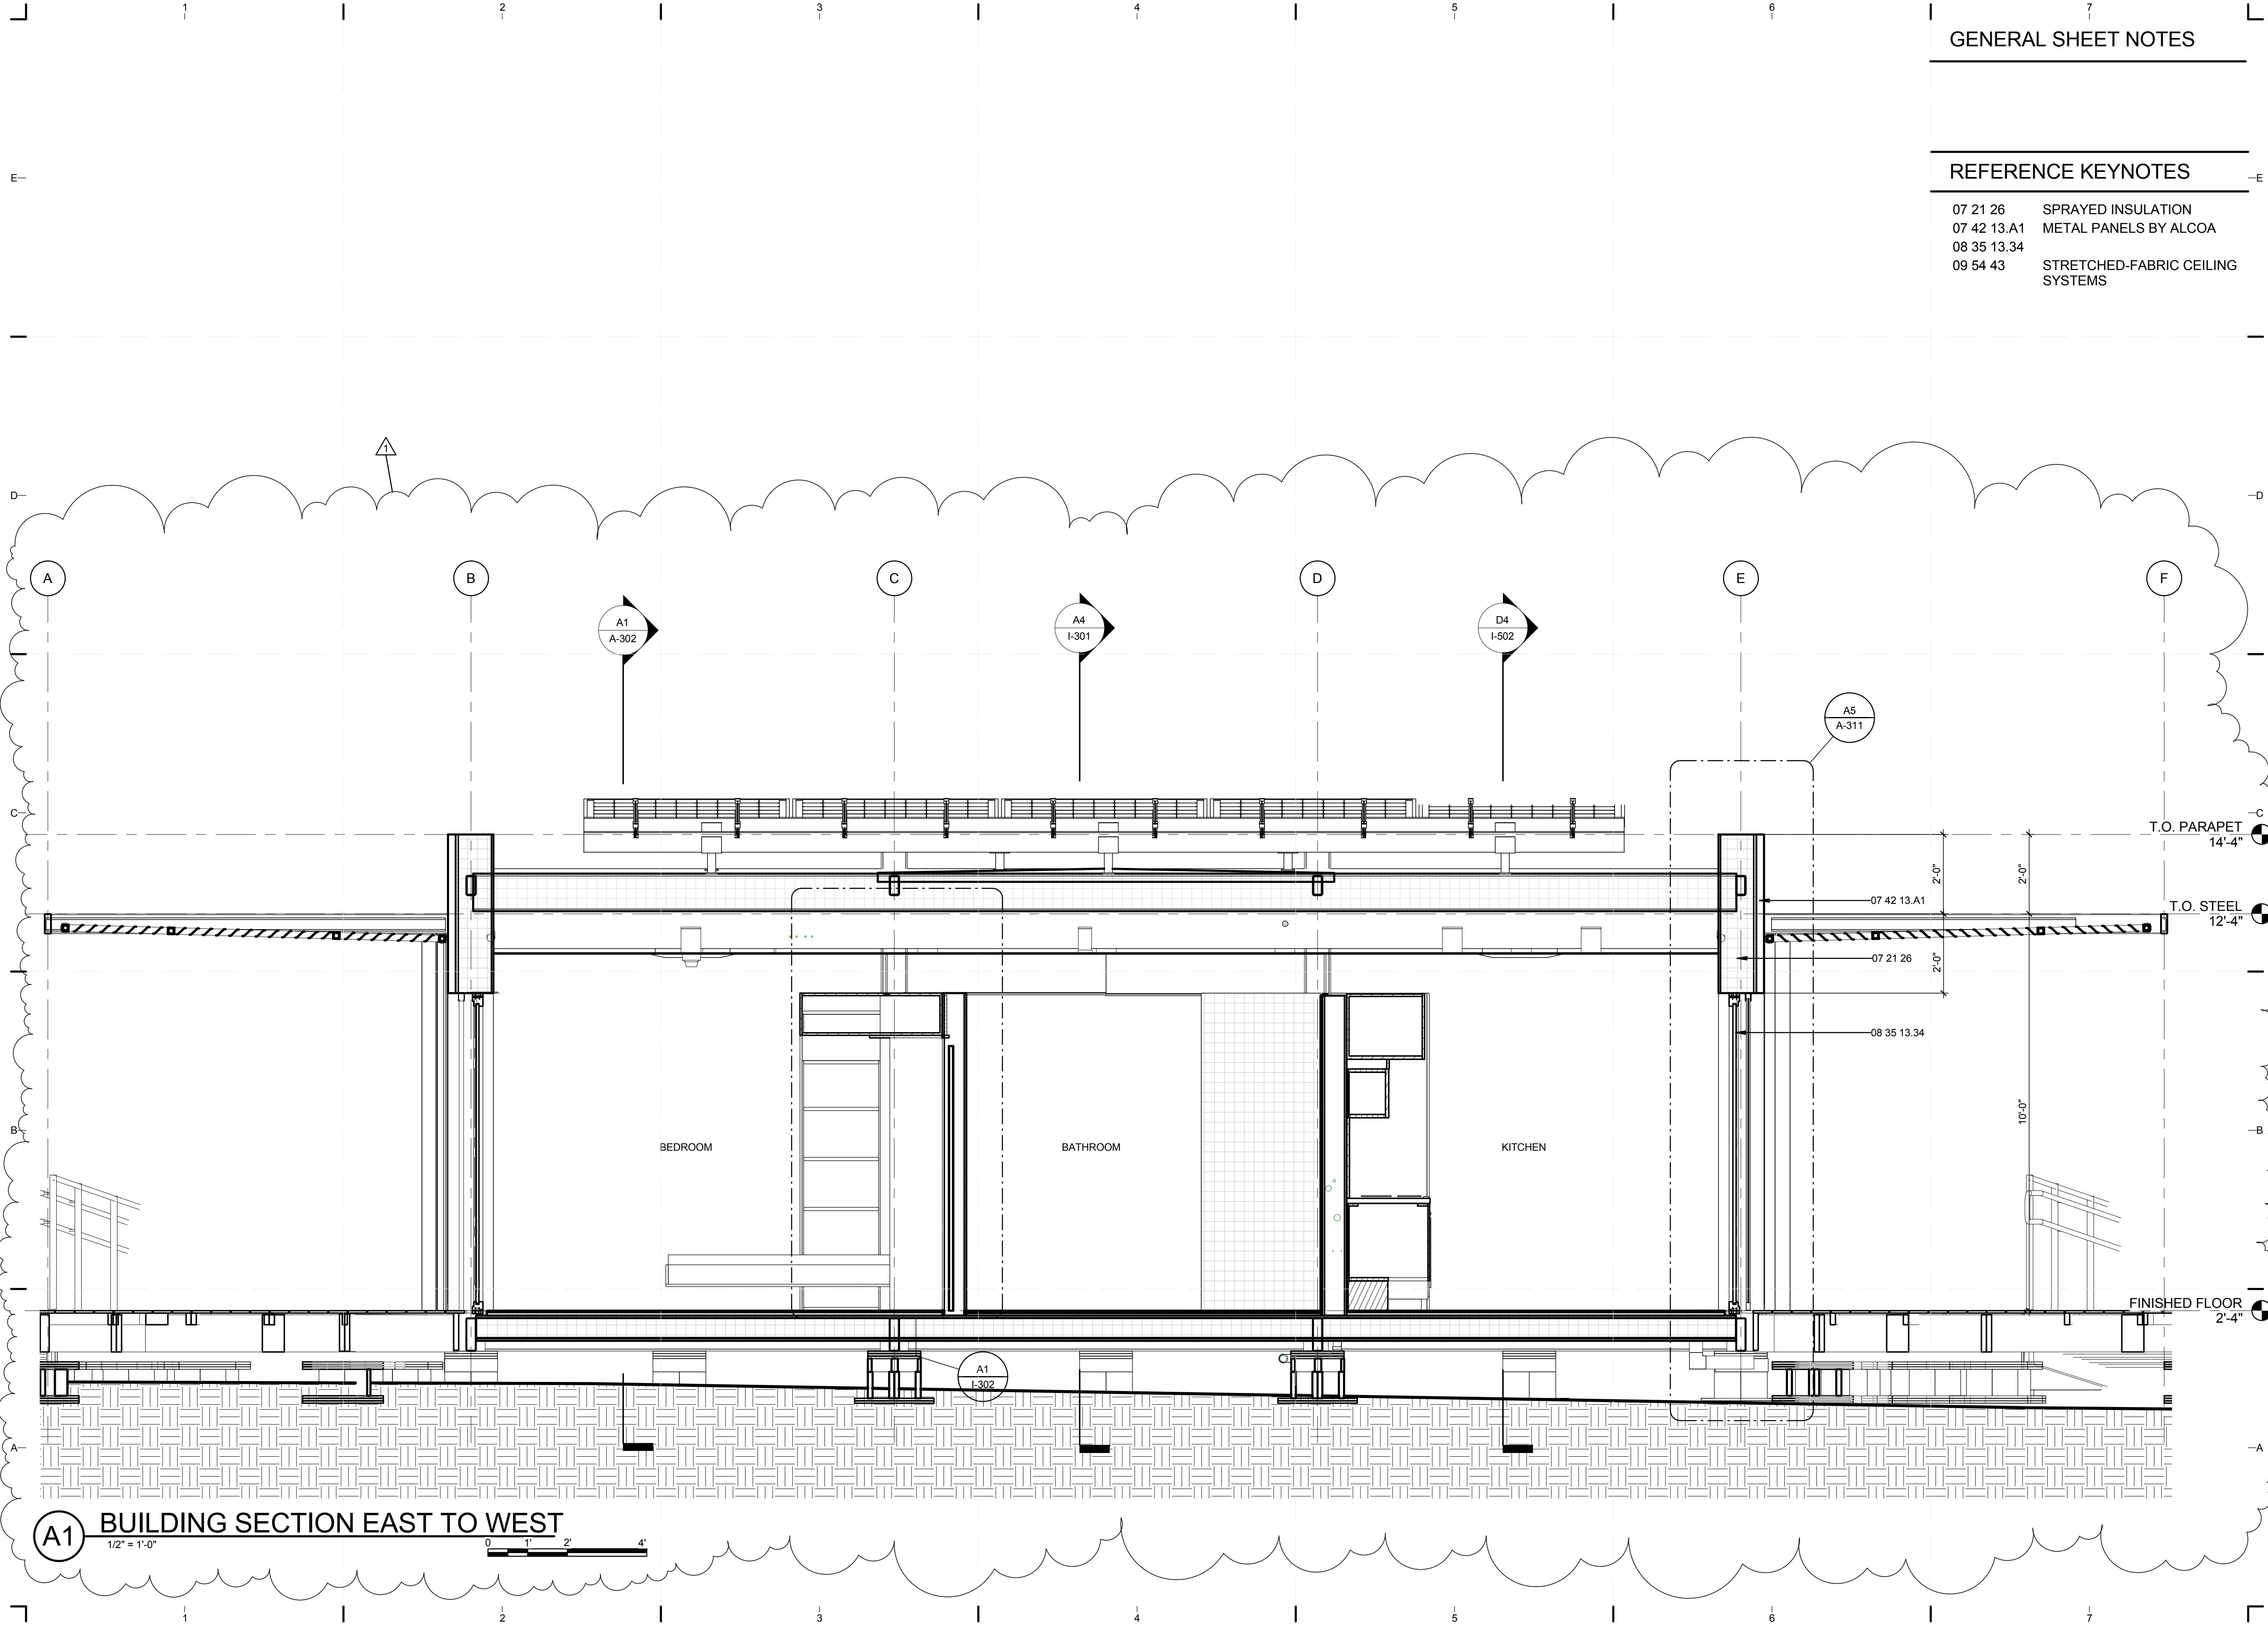 1 2 3 4 5 6 7
GENERAL SHEET NOTES
E E
REFERENCE KEYNOTES
07 21 26 SPRAYED INSULATION
07 42 13.A1 METAL PANELS BY ALCOA
08 35 13.34
09 54 43 STRETCHED-FABRIC CEILING
SYSTEMS
1
D D
A B C D E F
A1
A-302
A4
I-301
D4
I-502
A5
A-311
C C
T.O. PARAPET
14'-4"
2'-0" 2'-0"
07 42 13.A1
T.O. STEEL
12'-4"
07 21 26
2'-0"
08 35 13.34
10'-0"
B B
BEDROOM BATHROOM KITCHEN
FINISHED FLOOR
2'-4"
A1
I-302
A A
A1 BUILDING SECTION EAST TO WEST
1/2" = 1'-0"
0 1' 2' 4'
1 2 3 4 5 6 7